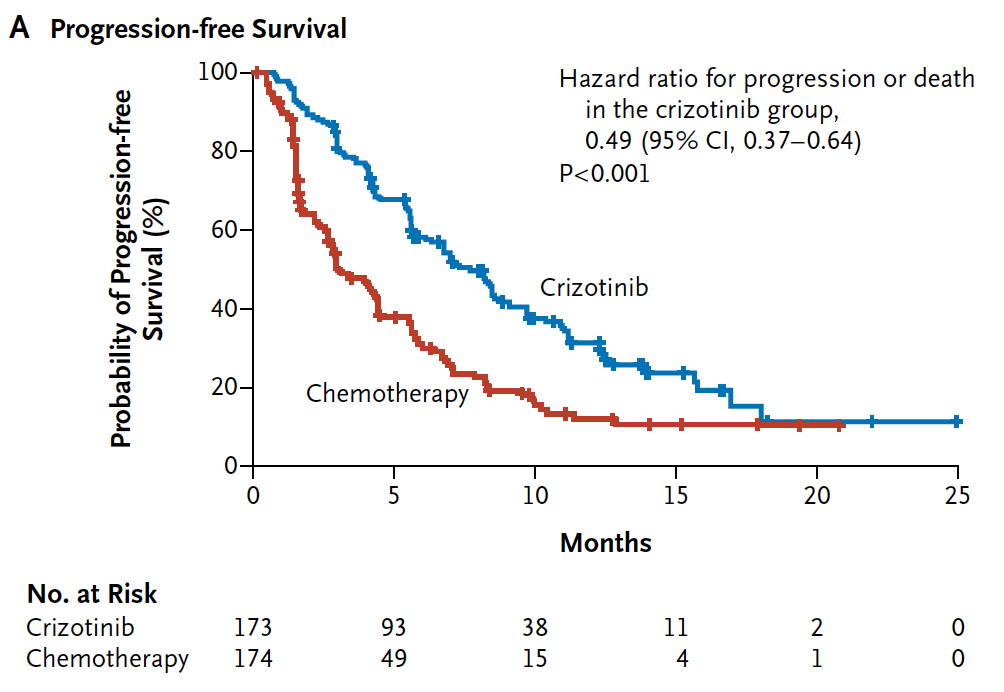 A Progression-free Survival
Probability of Progression-free
Survival (%)
100
80
60
40
20
0
Hazard ratio for progression or death
in the crizotinib group,
0.49 (95% CI, 0.37–0.64)
P<0.001
Crizotinib
Chemotherapy
0 5 10 15 20 25
Months
No. at Risk
Crizotinib 173 93 38 11 2 0
Chemotherapy 174 49 15 4 1 0